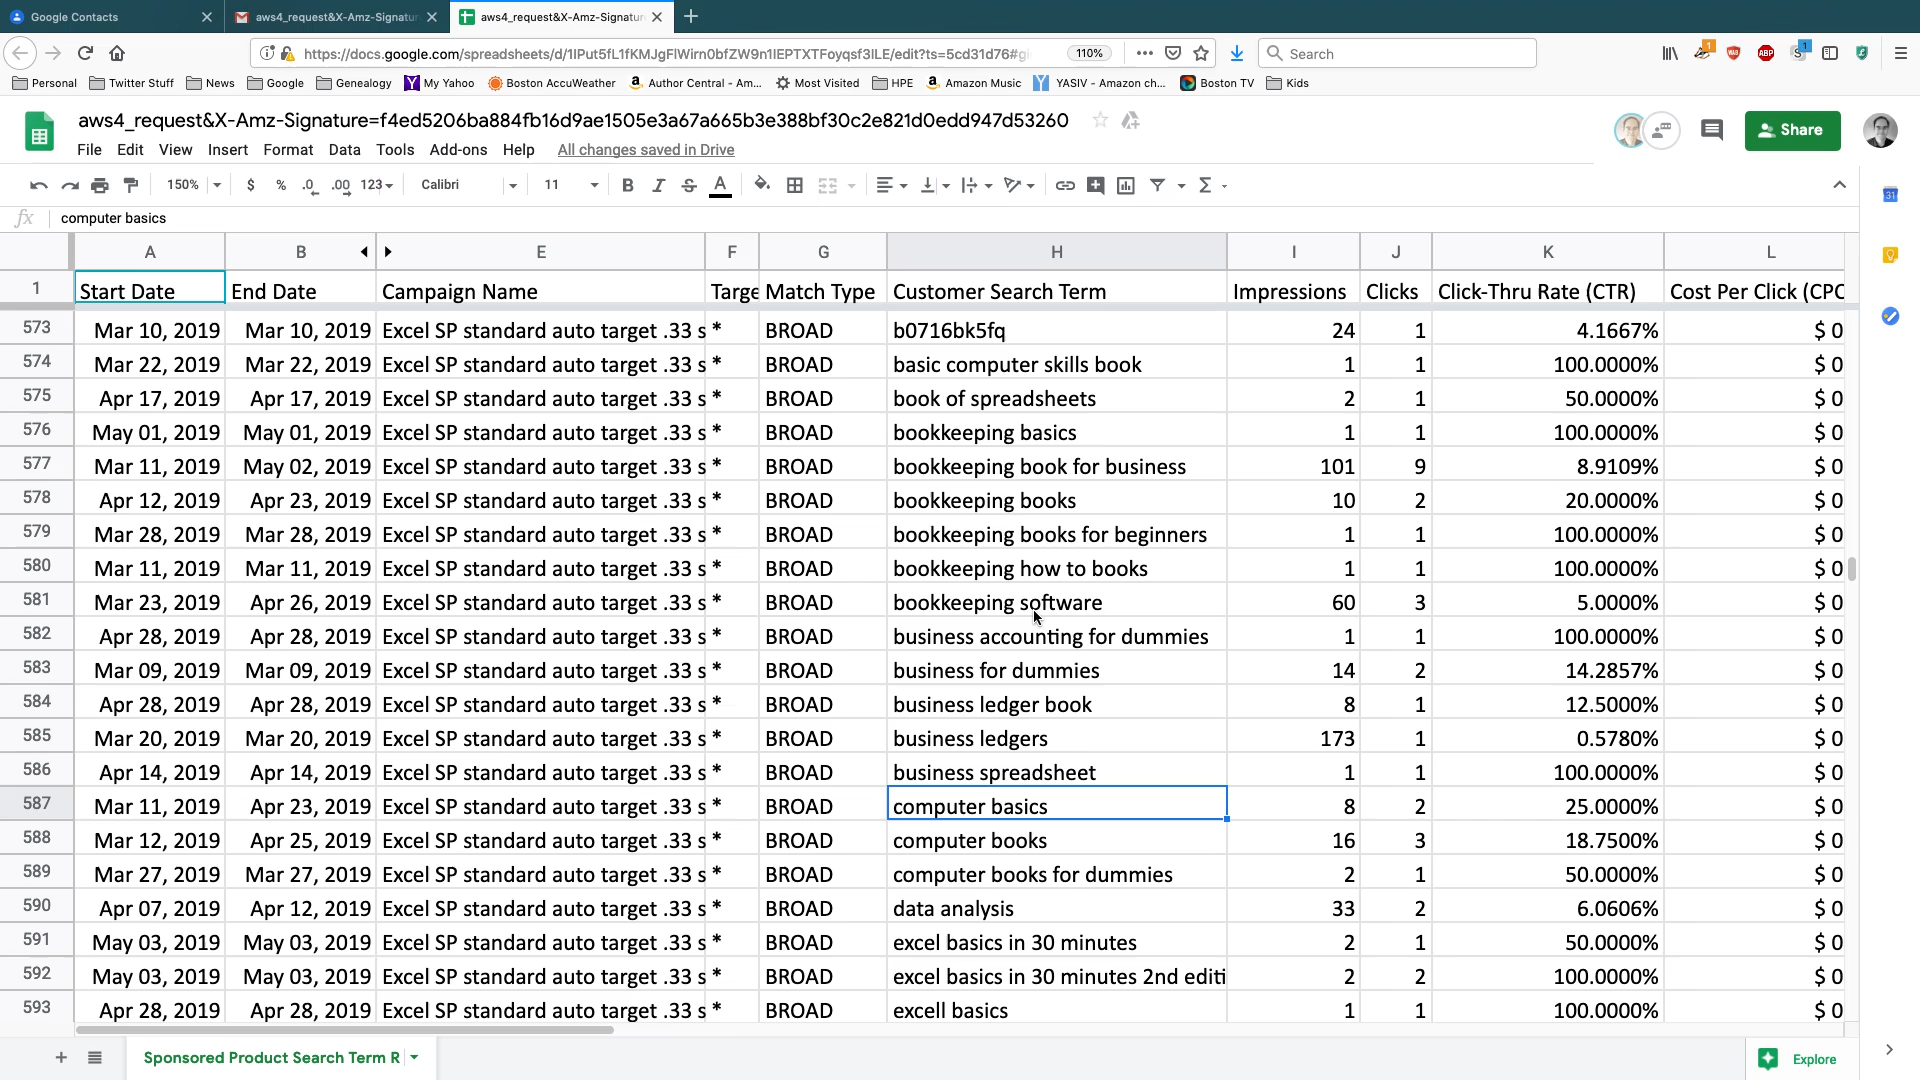 Google Contacts
aws4_request&X-Amz-Signatur
aws4_request&X-Amz-Signatur
https://docs.google.com/spreadsheets/d/1IPut5fL1fKMJgFlWirn0bfZW9n1lEPTXTFoyqsf3ILE/edit?ts=5cd31d76#gi 110% Search
Personal Twitter Stuff News Google Genealogy My Yahoo Boston AccuWeather Author Central - Am... Most Visited HPE Amazon Music YASIV - Amazon ch... Boston TV Kids
aws4_request&X-Amz-Signature=f4ed5206ba884fb16d9ae1505e3a67a665b3e388bf30c2e821d0edd947d53260
Share
File Edit View Insert Format Data Tools Add-ons Help All changes saved in Drive
150% $ % .0 .00 123 Calibri 11 B I S A
fx computer basics
A B E F G H I J K L
1 Start Date End Date Campaign Name Targe Match Type Customer Search Term Impressions Clicks Click-Thru Rate (CTR) Cost Per Click (CPC
573 Mar 10, 2019 Mar 10, 2019 Excel SP standard auto target .33 s * BROAD b0716bk5fq 24 1 4.1667% $ 0
574 Mar 22, 2019 Mar 22, 2019 Excel SP standard auto target .33 s * BROAD basic computer skills book 1 1 100.0000% $ 0
575 Apr 17, 2019 Apr 17, 2019 Excel SP standard auto target .33 s * BROAD book of spreadsheets 2 1 50.0000% $ 0
576 May 01, 2019 May 01, 2019 Excel SP standard auto target .33 s * BROAD bookkeeping basics 1 1 100.0000% $ 0
577 Mar 11, 2019 May 02, 2019 Excel SP standard auto target .33 s * BROAD bookkeeping book for business 101 9 8.9109% $ 0
578 Apr 12, 2019 Apr 23, 2019 Excel SP standard auto target .33 s * BROAD bookkeeping books 10 2 20.0000% $ 0
579 Mar 28, 2019 Mar 28, 2019 Excel SP standard auto target .33 s * BROAD bookkeeping books for beginners 1 1 100.0000% $ 0
580 Mar 11, 2019 Mar 11, 2019 Excel SP standard auto target .33 s * BROAD bookkeeping how to books 1 1 100.0000% $ 0
581 Mar 23, 2019 Apr 26, 2019 Excel SP standard auto target .33 s * BROAD bookkeeping software 60 3 5.0000% $ 0
582 Apr 28, 2019 Apr 28, 2019 Excel SP standard auto target .33 s * BROAD business accounting for dummies 1 1 100.0000% $ 0
583 Mar 09, 2019 Mar 09, 2019 Excel SP standard auto target .33 s * BROAD business for dummies 14 2 14.2857% $ 0
584 Apr 28, 2019 Apr 28, 2019 Excel SP standard auto target .33 s * BROAD business ledger book 8 1 12.5000% $ 0
585 Mar 20, 2019 Mar 20, 2019 Excel SP standard auto target .33 s * BROAD business ledgers 173 1 0.5780% $ 0
586 Apr 14, 2019 Apr 14, 2019 Excel SP standard auto target .33 s * BROAD business spreadsheet 1 1 100.0000% $ 0
587 Mar 11, 2019 Apr 23, 2019 Excel SP standard auto target .33 s * BROAD computer basics 8 2 25.0000% $ 0
588 Mar 12, 2019 Apr 25, 2019 Excel SP standard auto target .33 s * BROAD computer books 16 3 18.7500% $ 0
589 Mar 27, 2019 Mar 27, 2019 Excel SP standard auto target .33 s * BROAD computer books for dummies 2 1 50.0000% $ 0
590 Apr 07, 2019 Apr 12, 2019 Excel SP standard auto target .33 s * BROAD data analysis 33 2 6.0606% $ 0
591 May 03, 2019 May 03, 2019 Excel SP standard auto target .33 s * BROAD excel basics in 30 minutes 2 1 50.0000% $ 0
592 May 03, 2019 May 03, 2019 Excel SP standard auto target .33 s * BROAD excel basics in 30 minutes 2nd editi 2 2 100.0000% $ 0
593 Apr 28, 2019 Apr 28, 2019 Excel SP standard auto target .33 s * BROAD excell basics 1 1 100.0000% $ 0
Sponsored Product Search Term R
Explore